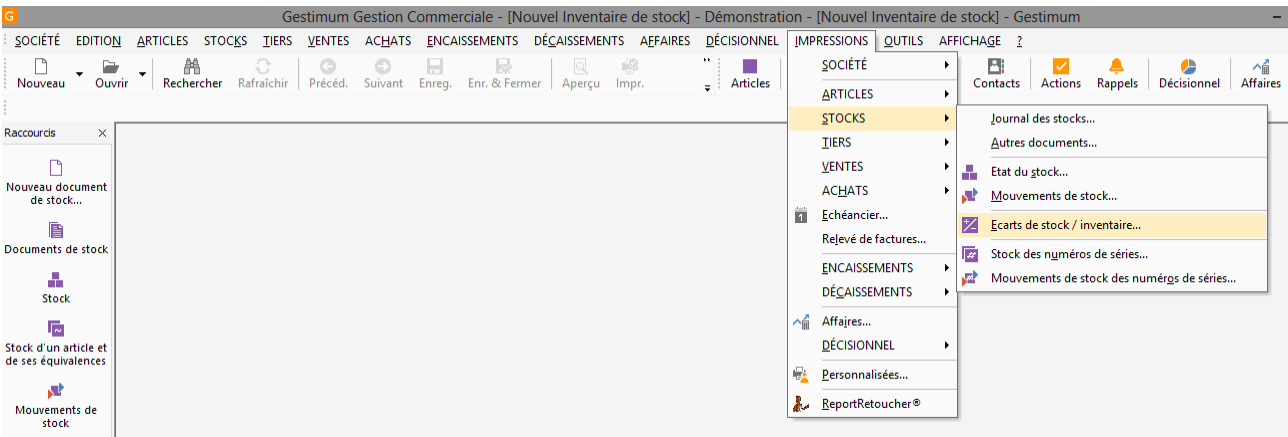 G
Gestimum Gestion Commerciale - [Nouvel Inventaire de stock] - Démonstration - [Nouvel Inventaire de stock] - Gestimum
SOCIÉTÉ EDITION ARTICLES STOCKS TIERS VENTES ACHATS ENCAISSEMENTS DÉCAISSEMENTS AFFAIRES DÉCISIONNEL IMPRESSIONS OUTILS AFFICHAGE ?
Nouveau Ouvrir Rechercher Rafraîchir Précéd. Suivant Enreg. Enr. & Fermer Aperçu Impr. Articles Contacts Actions Rappels Décisionnel Affaires
Raccourcis
Nouveau document
de stock...
Documents de stock
Stock
Stock d'un article et
de ses équivalences
Mouvements de
stock
SOCIÉTÉ
ARTICLES
STOCKS
TIERS
VENTES
ACHATS
1
Echéancier...
Relevé de factures...
ENCAISSEMENTS
DÉCAISSEMENTS
Affaires...
DÉCISIONNEL
Personnalisées...
ReportRetoucher®
Journal des stocks...
Autres documents...
Etat du stock...
Mouvements de stock...
Ecarts de stock / inventaire...
Stock des numéros de séries...
Mouvements de stock des numéros de séries...